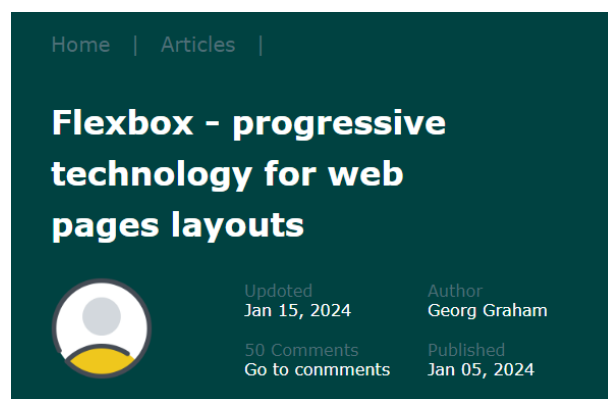 Home | Articles |
Flexbox - progressive
technology for web
pages layouts
Updoted
Jan 15, 2024
Author
Georg Graham
50 Comments
Go to conmments
Published
Jan 05, 2024